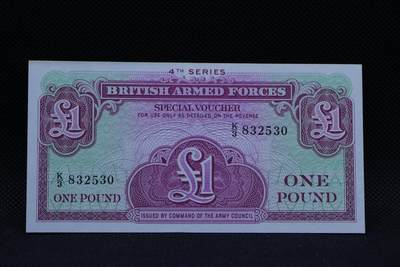 4TH SERIES
BRITISH ARMED FORCES
SPECIAL VOUCHER
FOR USE ONLY AS DETAILED ON THE REVERSE
£1
£1
K/3 832530
K/3 832530
£1
ONE POUND
ONE
POUND
ISSUED BY COMMAND OF THE ARMY COUNCIL